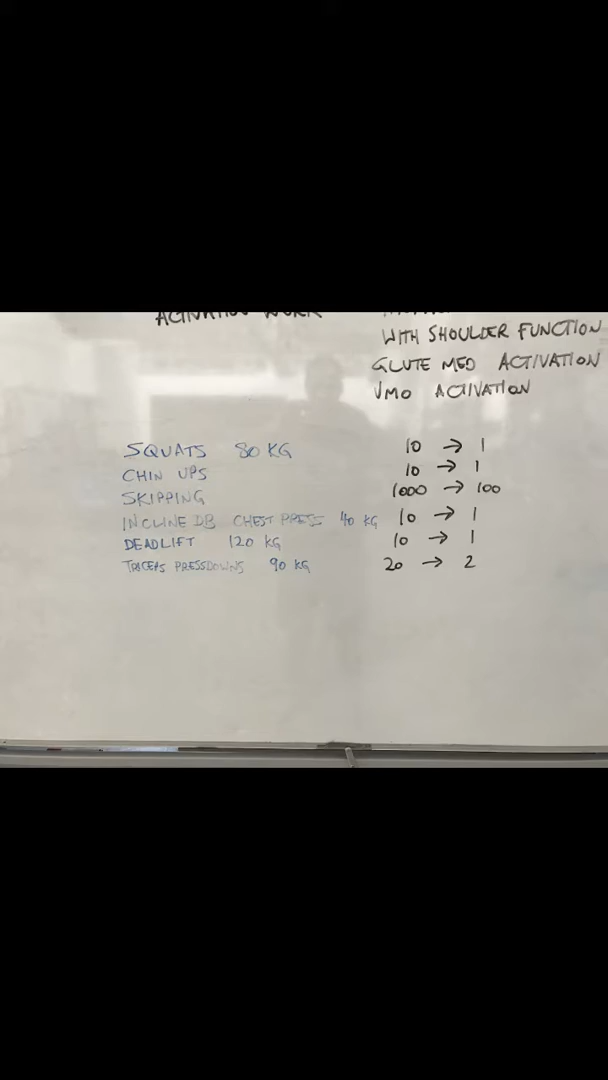 ACTIVATION WORK
WITH SHOULDER FUNCTION
GLUTE MED ACTIVATION
VMO ACTIVATION
SQUATS 80 KG 10 → 1
CHIN UPS 10 → 1
SKIPPING 1000 → 100
INCLINE DB CHEST PRESS 40 KG 10 → 1
DEADLIFT 120 KG 10 → 1
TRICEPS PRESSDOWNS 90 KG 20 → 2